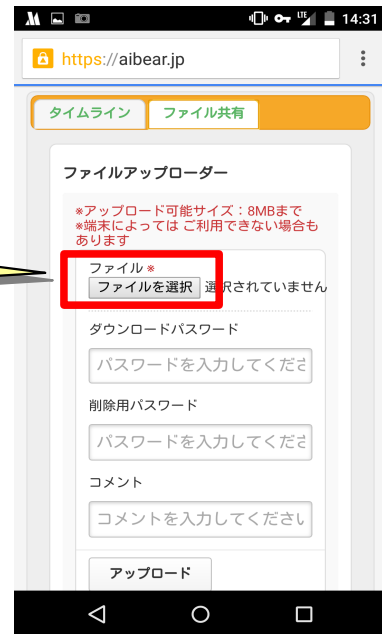 14:31
https://aibear.jp
タイムライン ファイル共有
ファイルアップローダー
*アップロード可能サイズ：8MBまで
*端末によっては ご利用できない場合も
あります
ファイル *
ファイルを選択 選択されていません
ダウンロードパスワード
パスワードを入力してくださ
削除用パスワード
パスワードを入力してくださ
コメント
コメントを入力してください
アップロード